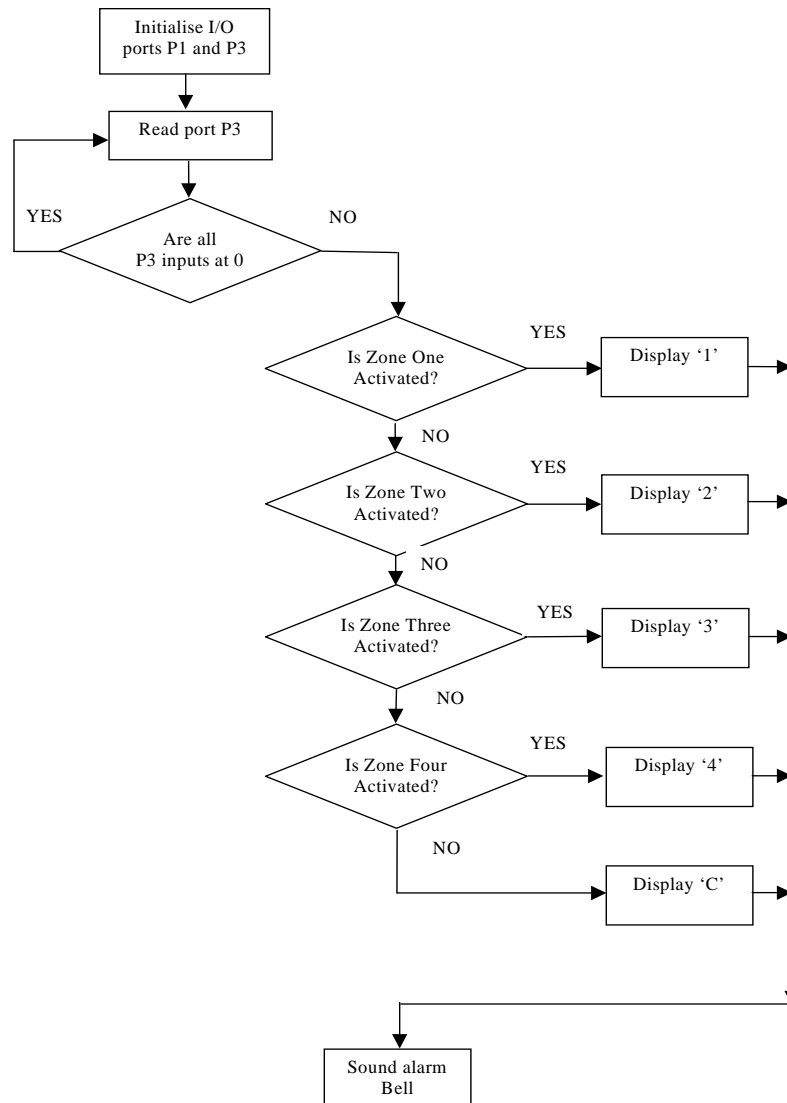 Initialise I/O
ports P1 and P3
Read port P3
YES
NO
Are all
P3 inputs at 0
Is Zone One
Activated?
YES
Display ‘1’
NO
Is Zone Two
Activated?
YES
Display ‘2’
NO
Is Zone Three
Activated?
YES
Display ‘3’
NO
Is Zone Four
Activated?
YES
Display ‘4’
NO
Display ‘C’
Sound alarm
Bell